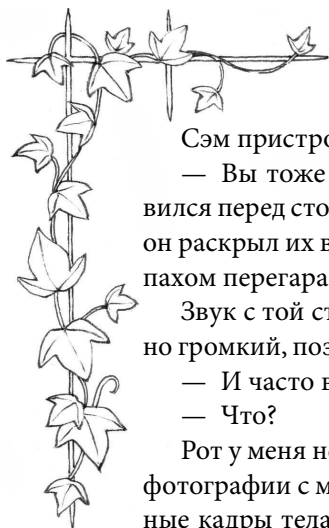 Сэм пристро
— Вы тоже
вился перед сто
он раскрыл их в
пахом перегара
Звук с той ст
но громкий, поз
— И часто в
— Что?
Рот у меня не
фотографии с м
ные кадры тела